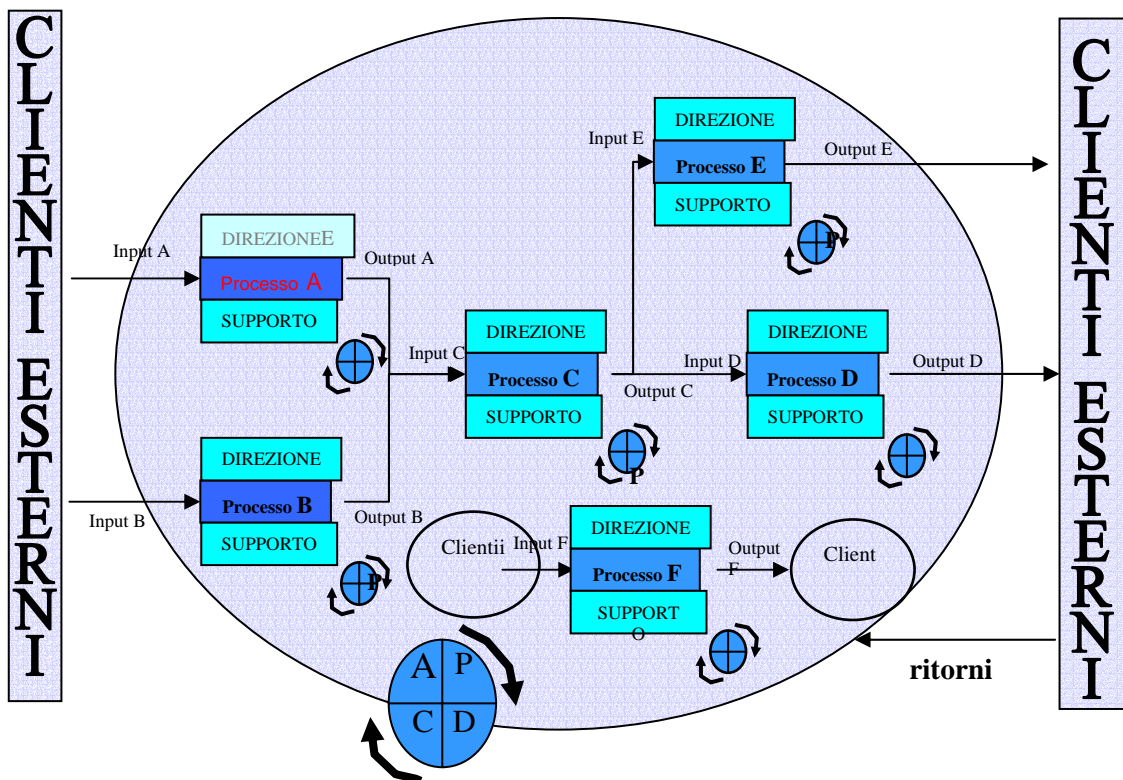 CLIENTI ESTERNI
DIREZIONE
Input E
Processo E
Output E
SUPPORTO
P
DIREZIONEE
Input A
Output A
Processo A
SUPPORTO
DIREZIONE
DIREZIONE
Input C
Input D
Output D
Processo C
Processo D
Output C
SUPPORTO
SUPPORTO
P
DIREZIONE
Processo B
Input B
Output B
SUPPORTO
P
Clientii
Input F
DIREZIONE
Output
F
Processo F
SUPPORT
O
Client
A P
C D
ritorni
CLIENTI ESTERNI